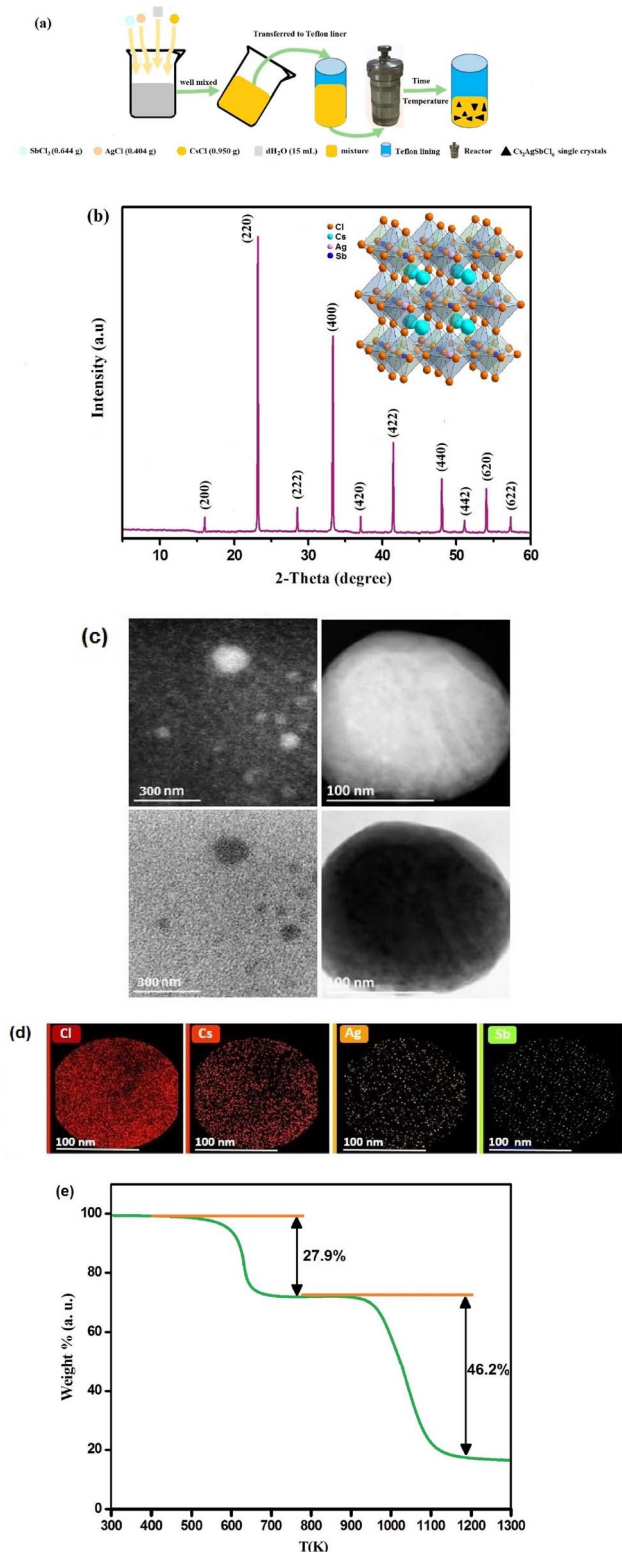 (a)
Transferred to Teflon liner
well mixed
Time
Temperature
SbCl3 (0.644 g) AgCl (0.404 g) CsCl (0.950 g) dH2O (15 mL) mixture Teflon lining Reactor Cs2AgSbCl6 single crystals
(b)
(220)
Cl
Cs
Ag
Sb
(400)
(422)
(440)
(620)
(200)
(222)
(420)
(442)
(622)
Intensity (a.u)
10 20 30 40 50 60
2-Theta (degree)
(c)
300 nm
100 nm
300 nm
100 nm
(d)
Cl Cs Ag Sb
100 nm 100 nm 100 nm 100 nm
(e)
100
80
60
40
20
0
27.9%
46.2%
Weight % (a. u.)
300 400 500 600 700 800 900 1000 1100 1200 1300
T(K)